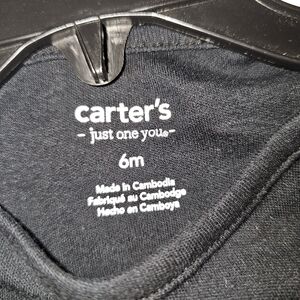 carter's
- just one you® -
6m
Made in Cambodia
Fabriqué au Cambodge
Hecho en Camboya